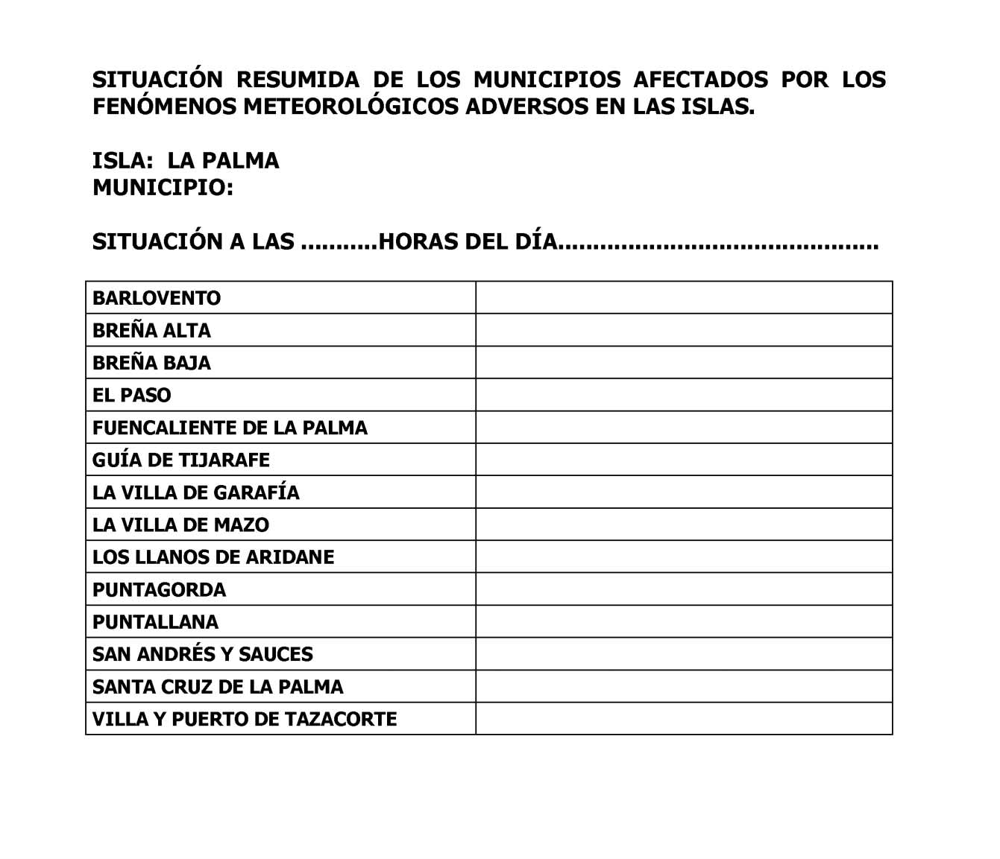 SITUACIÓN RESUMIDA DE LOS MUNICIPIOS AFECTADOS POR LOS
FENÓMENOS METEOROLÓGICOS ADVERSOS EN LAS ISLAS.
ISLA: LA PALMA
MUNICIPIO:
SITUACIÓN A LAS ...........HORAS DEL DÍA..............................................
BARLOVENTO
BREÑA ALTA
BREÑA BAJA
EL PASO
FUENCALIENTE DE LA PALMA
GUÍA DE TIJARAFE
LA VILLA DE GARAFÍA
LA VILLA DE MAZO
LOS LLANOS DE ARIDANE
PUNTAGORDA
PUNTALLANA
SAN ANDRÉS Y SAUCES
SANTA CRUZ DE LA PALMA
VILLA Y PUERTO DE TAZACORTE